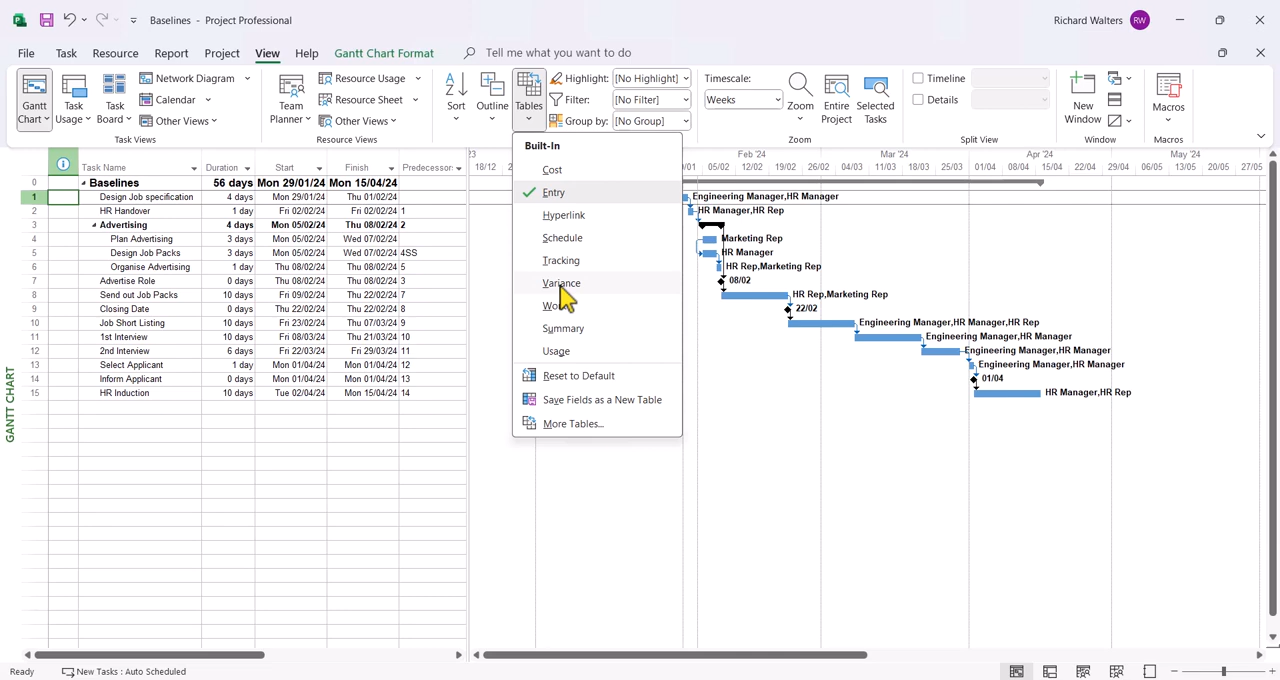 Baselines - Project Professional
Richard Walters RW
File Task Resource Report Project View Help Gantt Chart Format Tell me what you want to do
Gantt Chart
Task Usage
Task Board
Network Diagram
Calendar
Other Views
Task Views
Team Planner
Resource Usage
Resource Sheet
Other Views
Resource Views
Sort
Outline
Tables
Highlight: [No Highlight]
Filter: [No Filter]
Group by: [No Group]
Timescale:
Weeks
Zoom
Entire Project
Selected Tasks
Zoom
Timeline
Details
Split View
New Window
Window
Macros
Macros
Built-In
Cost
Entry
Hyperlink
Schedule
Tracking
Variance
Summary
Usage
Reset to Default
Save Fields as a New Table
More Tables...
Task Name Duration Start Finish Predecessors
0 Baselines 56 days Mon 29/01/24 Mon 15/04/24
1 Design Job specification 4 days Mon 29/01/24 Thu 01/02/24
2 HR Handover 1 day Fri 02/02/24 Fri 02/02/24 1
3 Advertising 4 days Mon 05/02/24 Thu 08/02/24 2
4 Plan Advertising 3 days Mon 05/02/24 Wed 07/02/24
5 Design Job Packs 3 days Mon 05/02/24 Wed 07/02/24 4SS
6 Organise Advertising 1 day Thu 08/02/24 Thu 08/02/24 5
7 Advertise Role 0 days Thu 08/02/24 Thu 08/02/24 6
8 Send out Job Packs 10 days Fri 09/02/24 Thu 22/02/24 7
9 Closing Date 0 days Thu 22/02/24 Thu 22/02/24 8
10 Job Short Listing 10 days Fri 23/02/24 Thu 07/03/24 9
11 1st Interview 10 days Fri 08/03/24 Thu 21/03/24 10
12 2nd Interview 6 days Fri 22/03/24 Fri 29/03/24 11
13 Select Applicant 1 day Mon 01/04/24 Mon 01/04/24 12
14 Inform Applicant 0 days Mon 01/04/24 Mon 01/04/24 13
15 HR Induction 10 days Tue 02/04/24 Mon 15/04/24 14
GANTT CHART
'23 Feb '24 Mar '24 Apr '24 May '24
18/12 2 /01 05/02 12/02 19/02 26/02 04/03 11/03 18/03 25/03 01/04 08/04 15/04 22/04 29/04 06/05 13/05 20/05 27/05
Engineering Manager,HR Manager
HR Manager,HR Rep
Marketing Rep
HR Manager
HR Rep,Marketing Rep
08/02
HR Rep,Marketing Rep
22/02
Engineering Manager,HR Manager,HR Rep
Engineering Manager,HR Manager
Engineering Manager,HR Manager
Engineering Manager,HR Manager
01/04
HR Manager,HR Rep
Ready New Tasks : Auto Scheduled